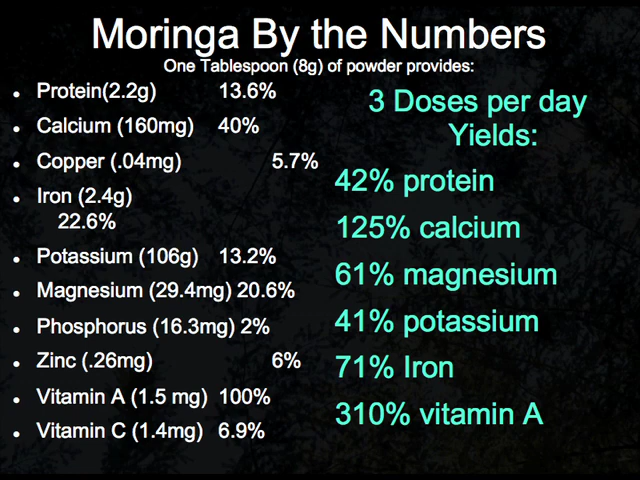 Moringa By the Numbers
One Tablespoon (8g) of powder provides:
• Protein(2.2g) 13.6%
• Calcium (160mg) 40%
• Copper (.04mg) 5.7%
• Iron (2.4g)
22.6%
• Potassium (106g) 13.2%
• Magnesium (29.4mg) 20.6%
• Phosphorus (16.3mg) 2%
• Zinc (.26mg) 6%
• Vitamin A (1.5 mg) 100%
• Vitamin C (1.4mg) 6.9%
3 Doses per day
Yields:
42% protein
125% calcium
61% magnesium
41% potassium
71% Iron
310% vitamin A